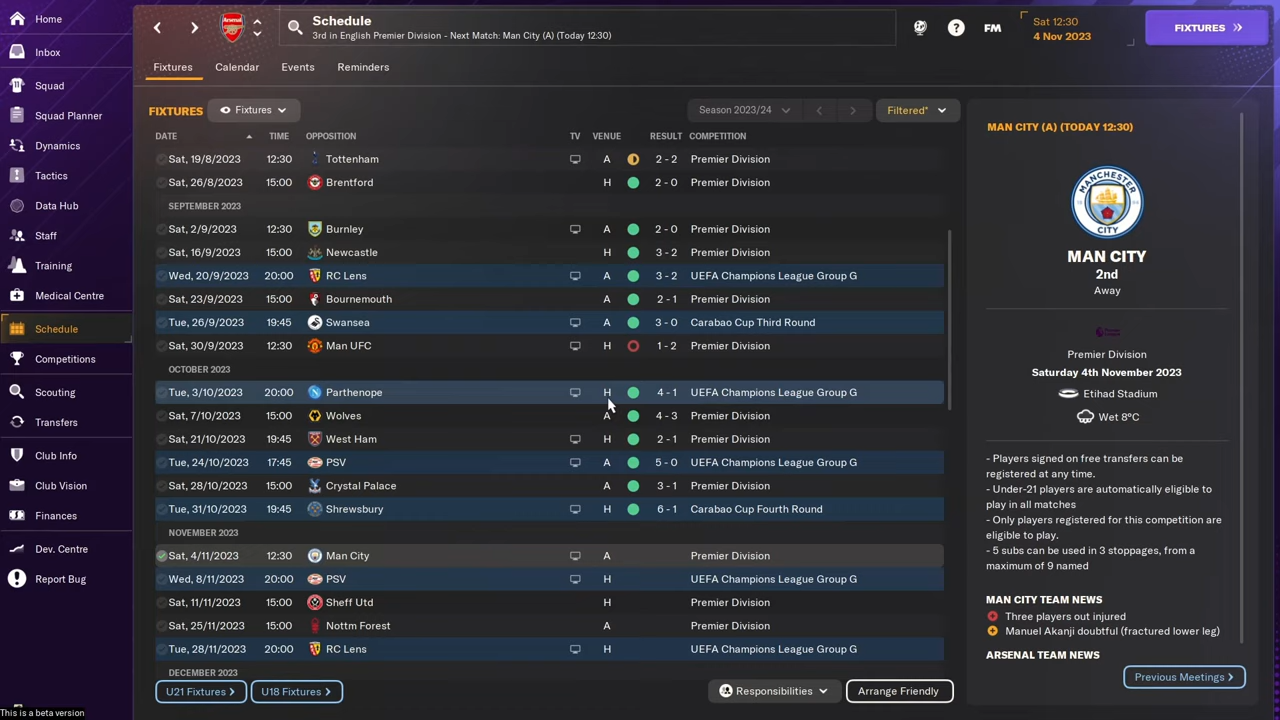 Home
Inbox
Squad
Squad Planner
Dynamics
Tactics
Data Hub
Staff
Training
Medical Centre
Schedule
Competitions
Scouting
Transfers
Club Info
Club Vision
Finances
Dev. Centre
Report Bug
This is a beta version
Schedule
3rd in English Premier Division - Next Match: Man City (A) (Today 12:30)
FM
Sat 12:30
4 Nov 2023
FIXTURES
Fixtures Calendar Events Reminders
FIXTURES Fixtures Season 2023/24 Filtered*
DATE TIME OPPOSITION TV VENUE RESULT COMPETITION
Sat, 19/8/2023 12:30 Tottenham A 2 - 2 Premier Division
Sat, 26/8/2023 15:00 Brentford H 2 - 0 Premier Division
SEPTEMBER 2023
Sat, 2/9/2023 12:30 Burnley A 2 - 0 Premier Division
Sat, 16/9/2023 15:00 Newcastle H 3 - 2 Premier Division
Wed, 20/9/2023 20:00 RC Lens A 3 - 2 UEFA Champions League Group G
Sat, 23/9/2023 15:00 Bournemouth A 2 - 1 Premier Division
Tue, 26/9/2023 19:45 Swansea A 3 - 0 Carabao Cup Third Round
Sat, 30/9/2023 12:30 Man UFC H 1 - 2 Premier Division
OCTOBER 2023
Tue, 3/10/2023 20:00 Parthenope H 4 - 1 UEFA Champions League Group G
Sat, 7/10/2023 15:00 Wolves A 4 - 3 Premier Division
Sat, 21/10/2023 19:45 West Ham H 2 - 1 Premier Division
Tue, 24/10/2023 17:45 PSV A 5 - 0 UEFA Champions League Group G
Sat, 28/10/2023 15:00 Crystal Palace A 3 - 1 Premier Division
Tue, 31/10/2023 19:45 Shrewsbury H 6 - 1 Carabao Cup Fourth Round
NOVEMBER 2023
Sat, 4/11/2023 12:30 Man City A Premier Division
Wed, 8/11/2023 20:00 PSV H UEFA Champions League Group G
Sat, 11/11/2023 15:00 Sheff Utd H Premier Division
Sat, 25/11/2023 15:00 Nottm Forest A Premier Division
Tue, 28/11/2023 20:00 RC Lens H UEFA Champions League Group G
DECEMBER 2023
U21 Fixtures U18 Fixtures Responsibilities Arrange Friendly
MAN CITY (A) (TODAY 12:30)
MAN CITY
2nd
Away
Premier Division
Saturday 4th November 2023
Etihad Stadium
Wet 8°C
- Players signed on free transfers can be
registered at any time.
- Under-21 players are automatically eligible to
play in all matches
- Only players registered for this competition are
eligible to play.
- 5 subs can be used in 3 stoppages, from a
maximum of 9 named
MAN CITY TEAM NEWS
Three players out injured
Manuel Akanji doubtful (fractured lower leg)
ARSENAL TEAM NEWS
Previous Meetings